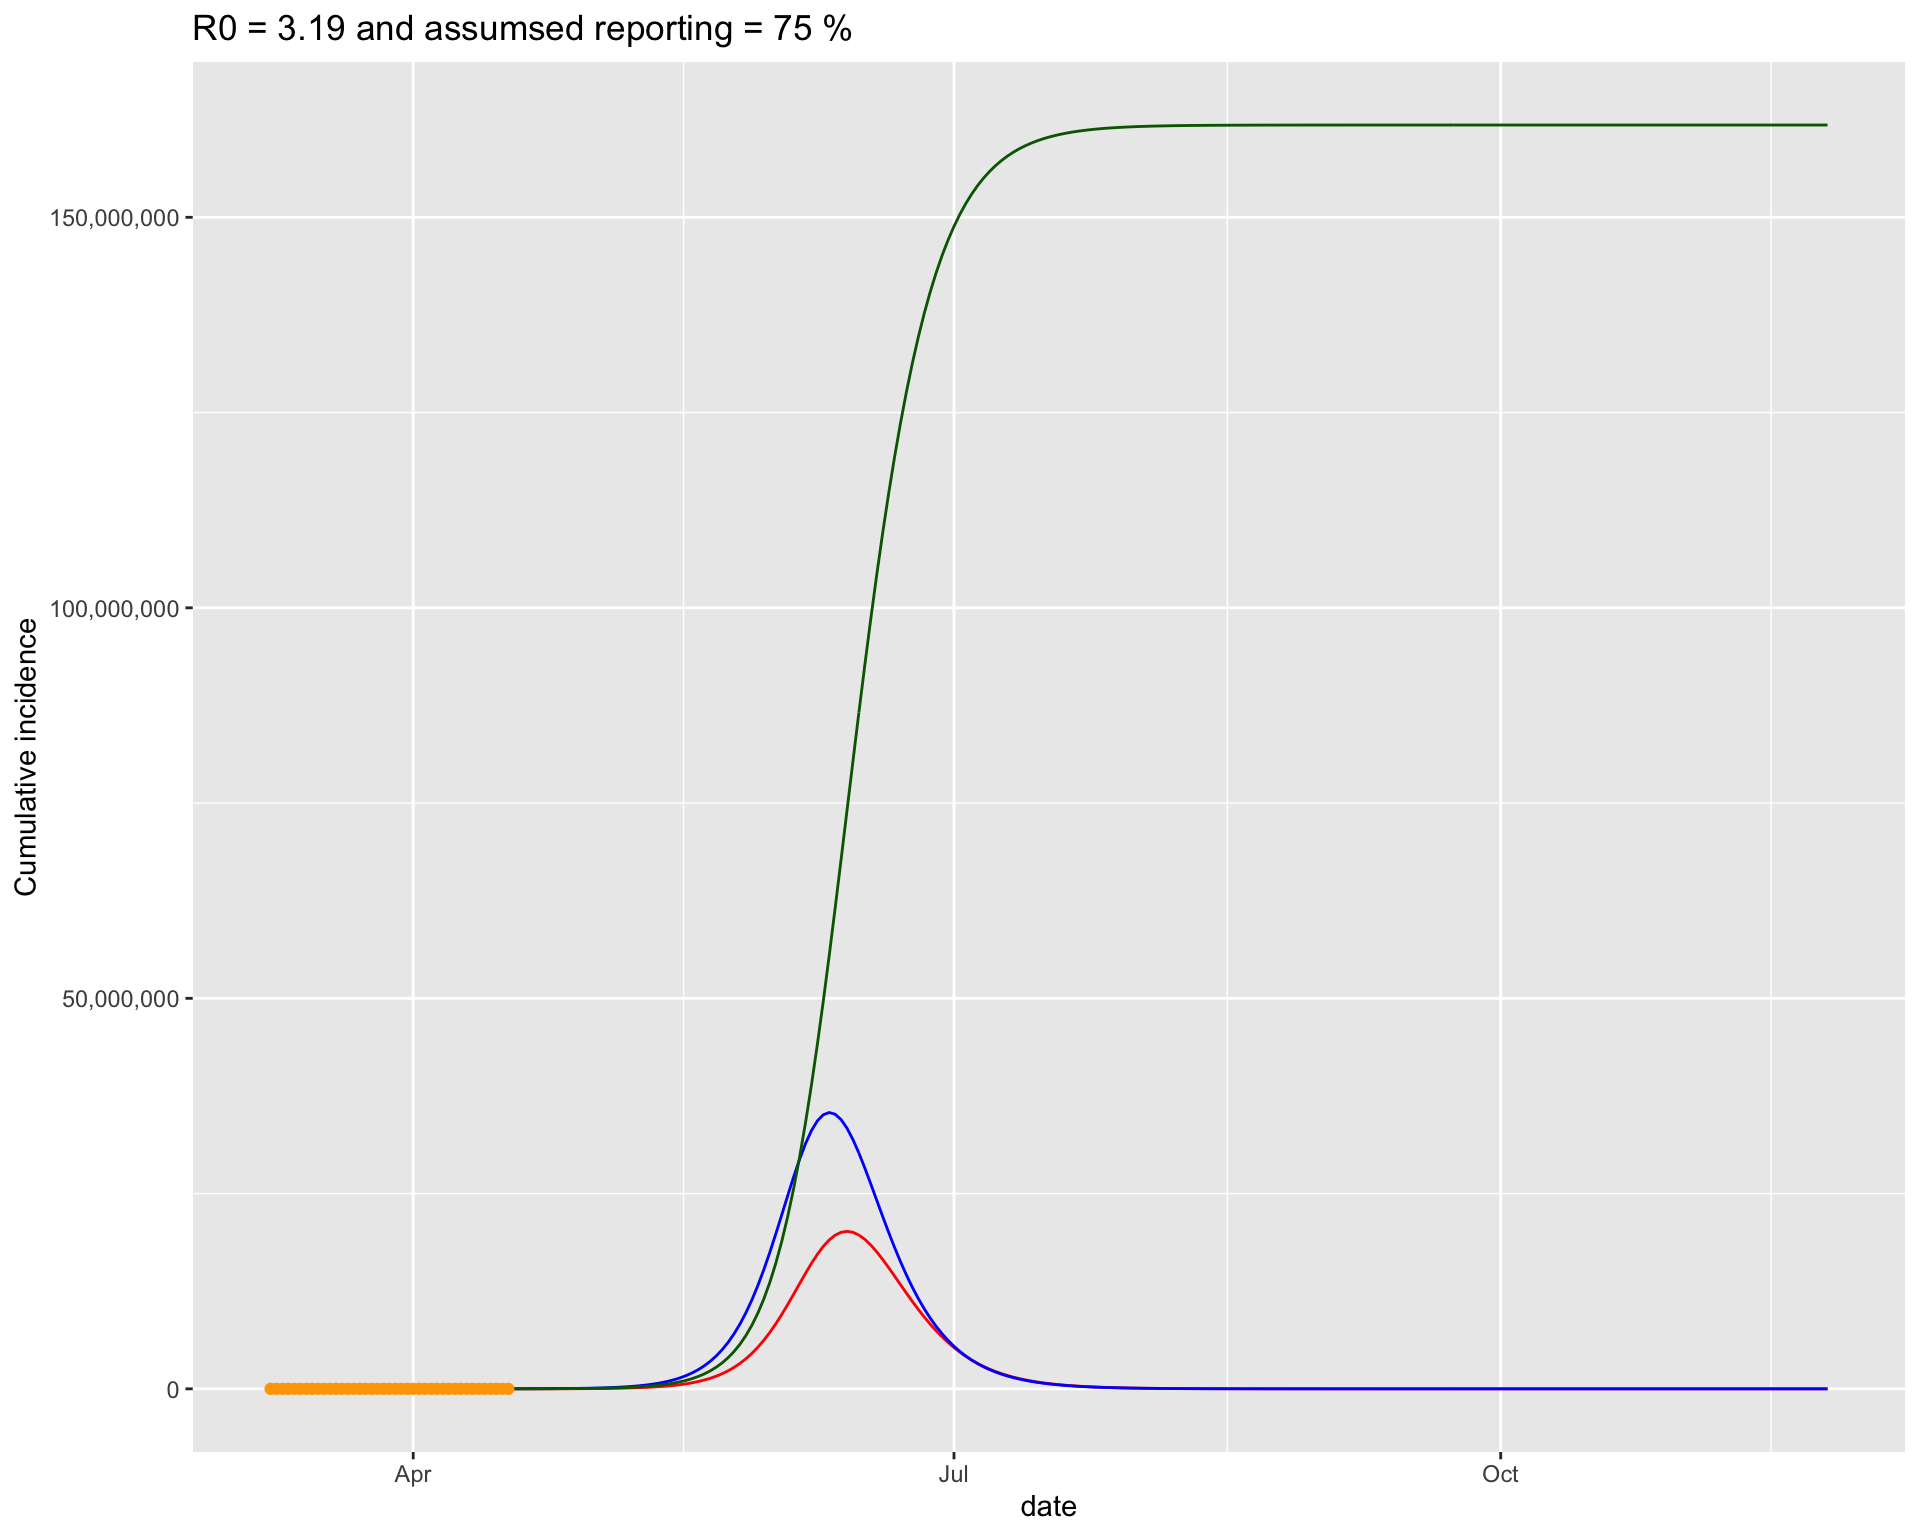 R0 = 3.19 and assumsed reporting = 75 %
Cumulative incidence
150,000,000
100,000,000
50,000,000
0
Apr
Jul
Oct
date